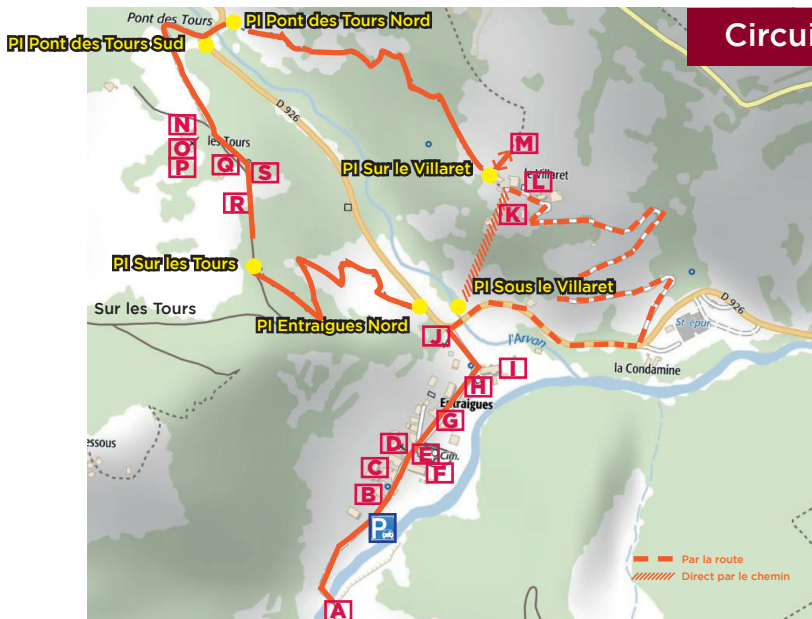 Pont des Tours
PI Pont des Tours Nord
Circui
PI Pont des Tours Sud
D 926
N
les Tours
O
P
Q
S
R
M
PI Sur le Villaret
le Villaret
L
K
PI Sur les Tours
PI Sous le Villaret
Sur les Tours
PI Entraigues Nord
D 926
St. épur.
J
l'Arvan
I
la Condamine
H
Entraigues
G
D
E
Cim.
essous
C
F
B
P
Par la route
Direct par le chemin
A